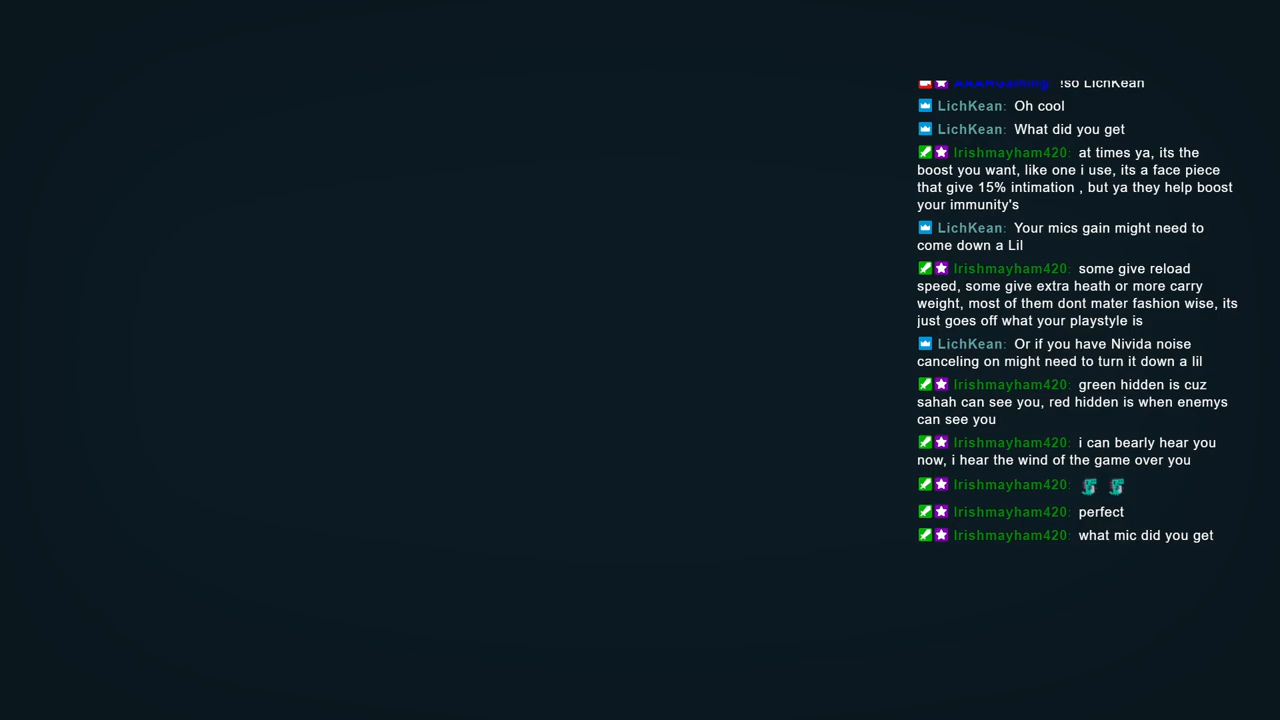 !so LichKean
LichKean: Oh cool
LichKean: What did you get
Irishmayham420: at times ya, its the
boost you want, like one i use, its a face piece
that give 15% intimation , but ya they help boost
your immunity's
LichKean: Your mics gain might need to
come down a Lil
Irishmayham420: some give reload
speed, some give extra heath or more carry
weight, most of them dont mater fashion wise, its
just goes off what your playstyle is
LichKean: Or if you have Nivida noise
canceling on might need to turn it down a lil
Irishmayham420: green hidden is cuz
sahah can see you, red hidden is when enemys
can see you
Irishmayham420: i can bearly hear you
now, i hear the wind of the game over you
Irishmayham420:
Irishmayham420: perfect
Irishmayham420: what mic did you get